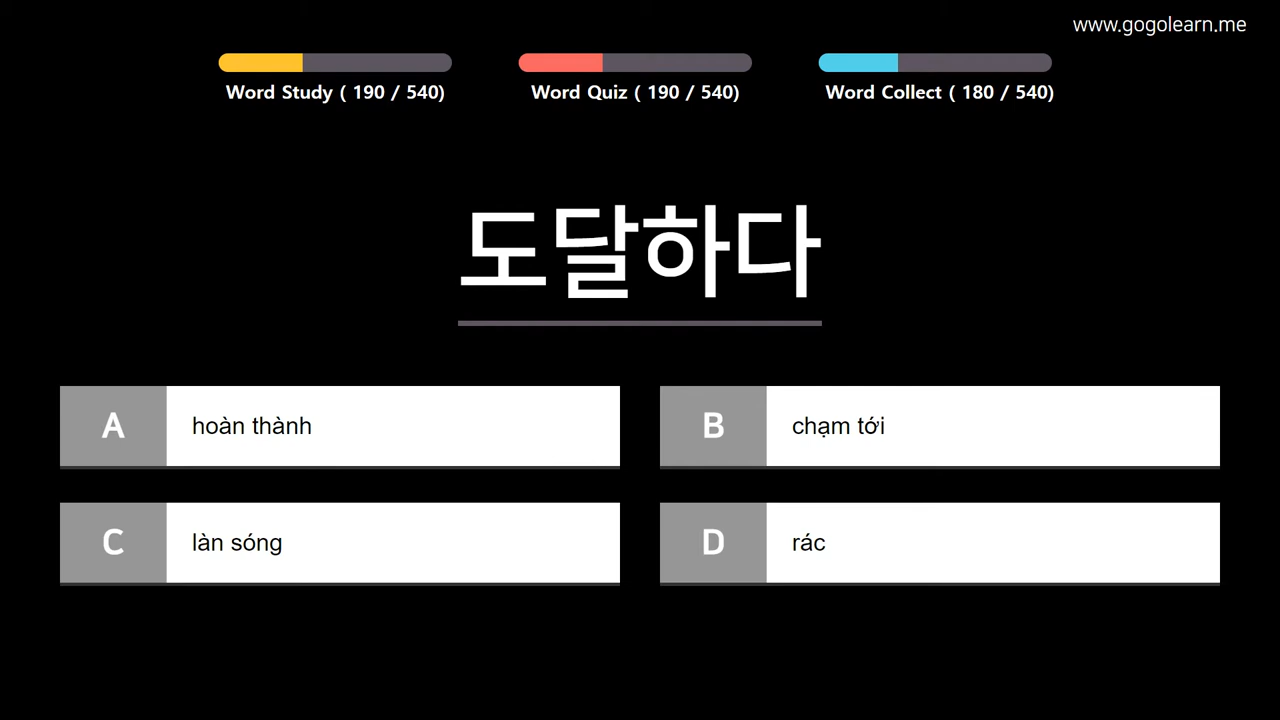 www.gogolearn.me
Word Study ( 190 / 540)
Word Quiz ( 190 / 540)
Word Collect ( 180 / 540)
도달하다
A
hoàn thành
B
chạm tới
C
làn sóng
D
rác